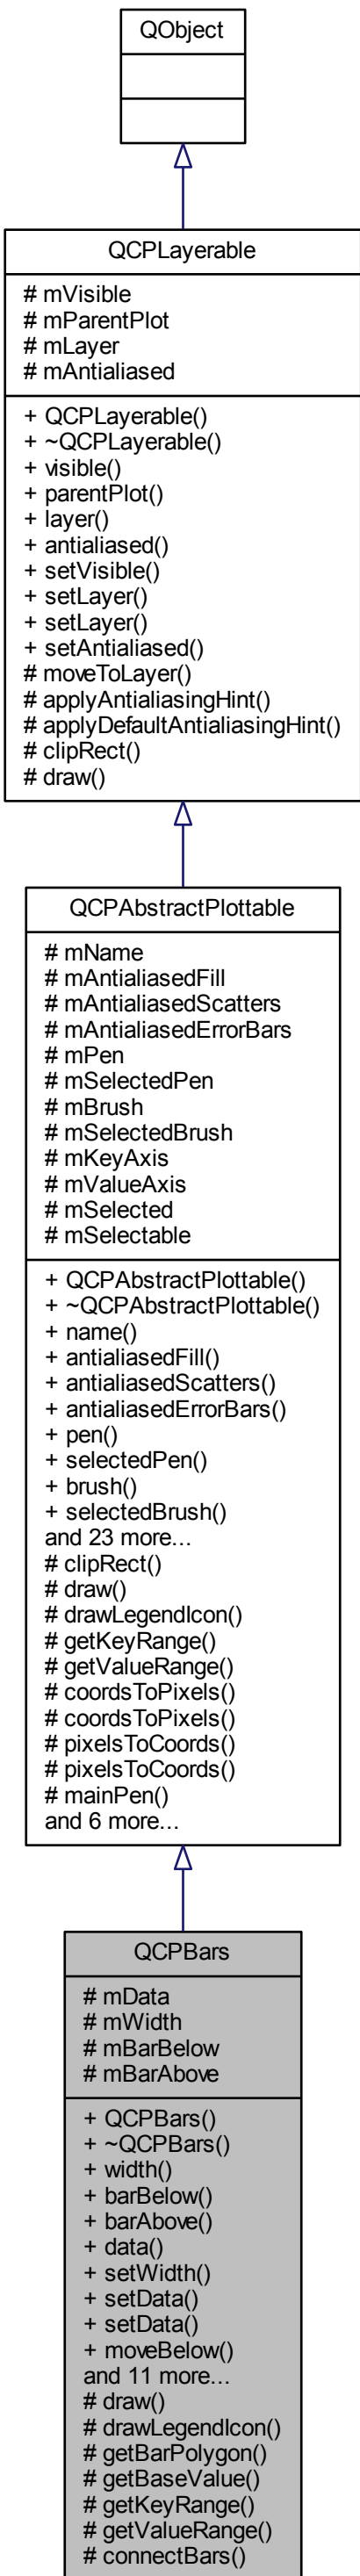 QObject
QCPLayerable
# mVisible
# mParentPlot
# mLayer
# mAntialiased
+ QCPLayerable()
+ ~QCPLayerable()
+ visible()
+ parentPlot()
+ layer()
+ antialiased()
+ setVisible()
+ setLayer()
+ setLayer()
+ setAntialiased()
# moveToLayer()
# applyAntialiasingHint()
# applyDefaultAntialiasingHint()
# clipRect()
# draw()
QCPAbstractPlottable
# mName
# mAntialiasedFill
# mAntialiasedScatters
# mAntialiasedErrorBars
# mPen
# mSelectedPen
# mBrush
# mSelectedBrush
# mKeyAxis
# mValueAxis
# mSelected
# mSelectable
+ QCPAbstractPlottable()
+ ~QCPAbstractPlottable()
+ name()
+ antialiasedFill()
+ antialiasedScatters()
+ antialiasedErrorBars()
+ pen()
+ selectedPen()
+ brush()
+ selectedBrush()
and 23 more...
# clipRect()
# draw()
# drawLegendIcon()
# getKeyRange()
# getValueRange()
# coordsToPixels()
# coordsToPixels()
# pixelsToCoords()
# pixelsToCoords()
# mainPen()
and 6 more...
QCPBars
# mData
# mWidth
# mBarBelow
# mBarAbove
+ QCPBars()
+ ~QCPBars()
+ width()
+ barBelow()
+ barAbove()
+ data()
+ setWidth()
+ setData()
+ setData()
+ moveBelow()
and 11 more...
# draw()
# drawLegendIcon()
# getBarPolygon()
# getBaseValue()
# getKeyRange()
# getValueRange()
# connectBars()